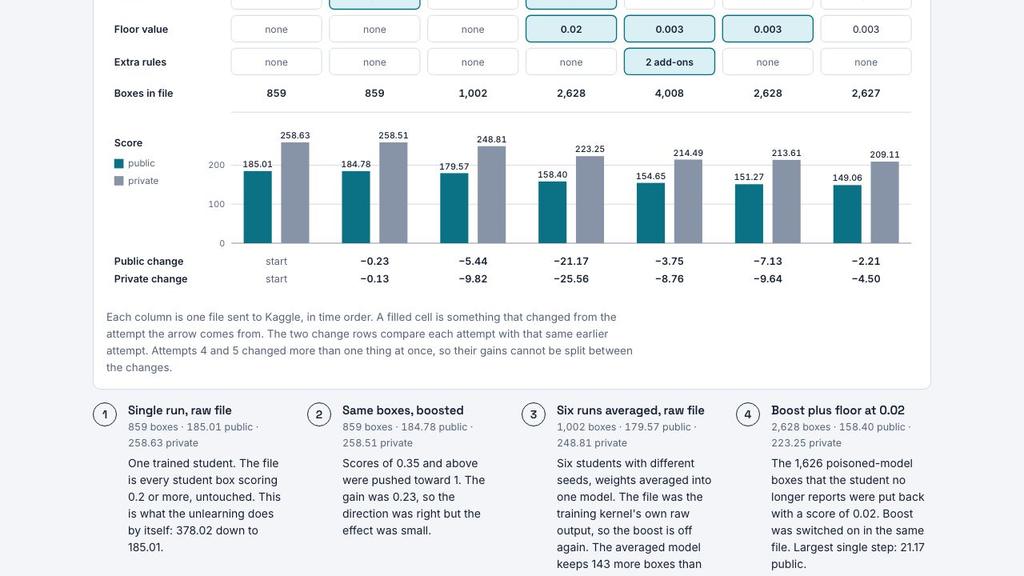 Floor value none none none 0.02 0.003 0.003 0.003
Extra rules none none none none 2 add-ons none none
Boxes in file 859 859 1,002 2,628 4,008 2,628 2,627
Score
public
private
200
100
0
185.01 258.63 184.78 258.51 179.57 248.81 158.40 223.25 154.65 214.49 151.27 213.61 149.06 209.11
Public change start −0.23 −5.44 −21.17 −3.75 −7.13 −2.21
Private change start −0.13 −9.82 −25.56 −8.76 −9.64 −4.50
Each column is one file sent to Kaggle, in time order. A filled cell is something that changed from the
attempt the arrow comes from. The two change rows compare each attempt with that same earlier
attempt. Attempts 4 and 5 changed more than one thing at once, so their gains cannot be split between
the changes.
1
Single run, raw file
859 boxes · 185.01 public ·
258.63 private
One trained student. The file
is every student box scoring
0.2 or more, untouched. This
is what the unlearning does
by itself: 378.02 down to
185.01.
2
Same boxes, boosted
859 boxes · 184.78 public ·
258.51 private
Scores of 0.35 and above
were pushed toward 1. The
gain was 0.23, so the
direction was right but the
effect was small.
3
Six runs averaged, raw file
1,002 boxes · 179.57 public ·
248.81 private
Six students with different
seeds, weights averaged into
one model. The file was the
training kernel's own raw
output, so the boost is off
again. The averaged model
keeps 143 more boxes than
4
Boost plus floor at 0.02
2,628 boxes · 158.40 public ·
223.25 private
The 1,626 poisoned-model
boxes that the student no
longer reports were put back
with a score of 0.02. Boost
was switched on in the same
file. Largest single step: 21.17
public.